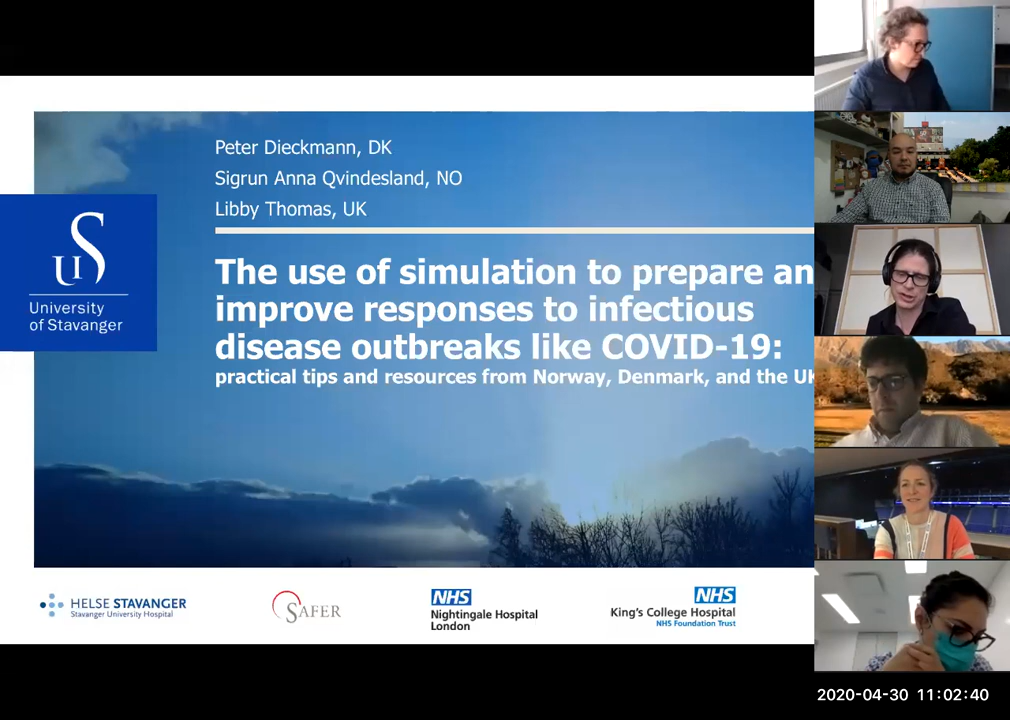 Peter Dieckmann, DK
Sigrun Anna Qvindesland, NO
Libby Thomas, UK
uS
University
of Stavanger
The use of simulation to prepare an
improve responses to infectious
disease outbreaks like COVID-19:
practical tips and resources from Norway, Denmark, and the UK
HELSE STAVANGER
Stavanger University Hospital
SAFER
NHS
Nightingale Hospital
London
NHS
King's College Hospital
NHS Foundation Trust
2020-04-30 11:02:40